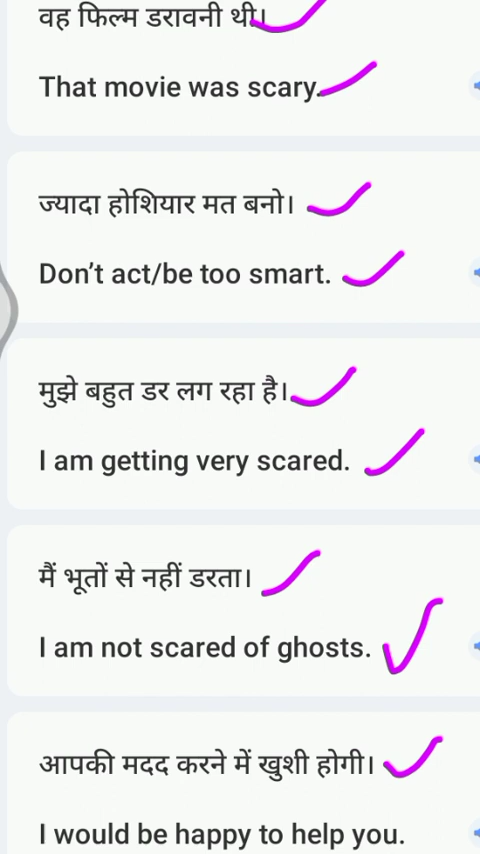 वह फिल्म डरावनी थी।
That movie was scary.
ज्यादा होशियार मत बनो।
Don't act/be too smart.
मुझे बहुत डर लग रहा है।
I am getting very scared.
मैं भूतों से नहीं डरता।
I am not scared of ghosts.
आपकी मदद करने में खुशी होगी।
I would be happy to help you.